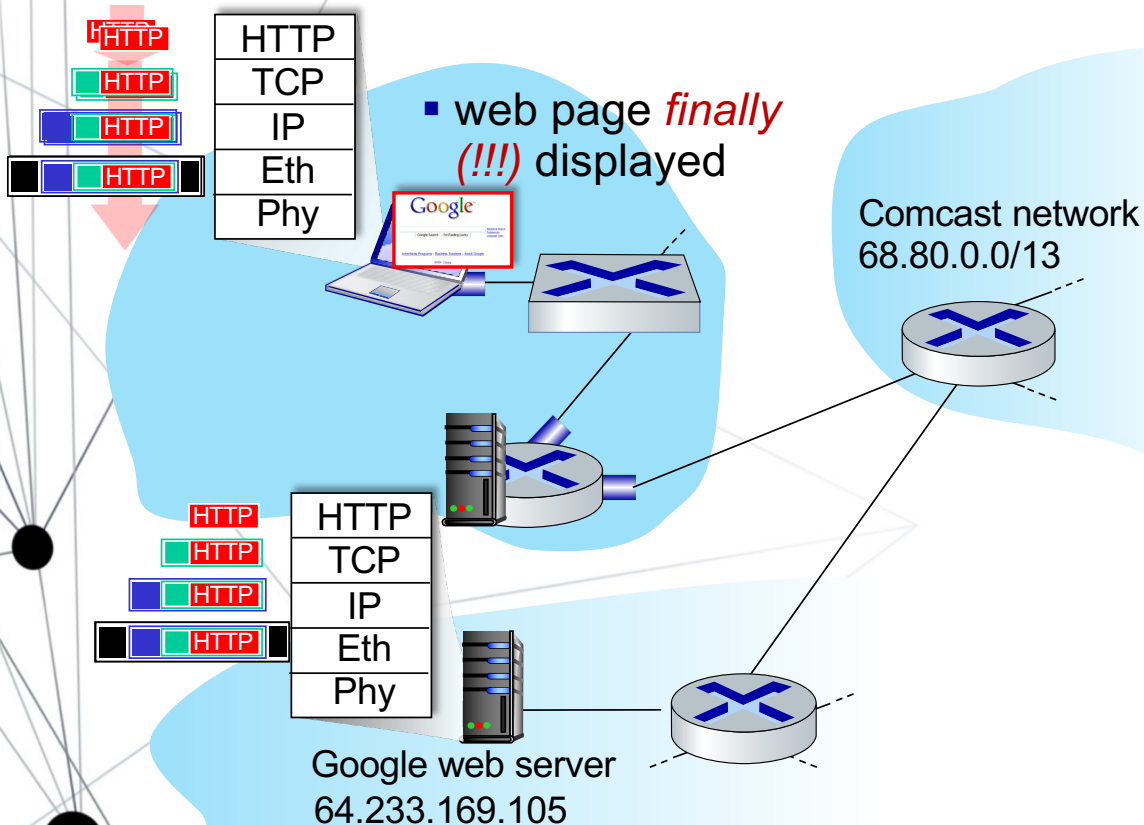 HTTP
HTTP
HTTP
HTTP
HTTP
HTTP
TCP
IP
Eth
Phy
▪ web page finally
(!!!) displayed
Google
Comcast network
68.80.0.0/13
HTTP
HTTP
HTTP
HTTP
HTTP
TCP
IP
Eth
Phy
Google web server
64.233.169.105